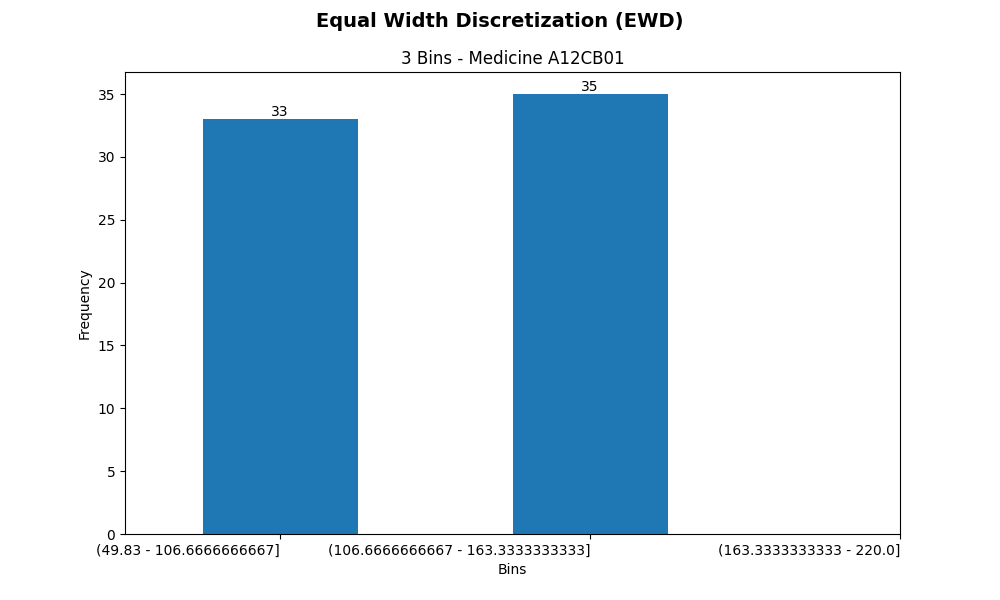 Equal Width Discretization (EWD)
3 Bins - Medicine A12CB01
33
35
Frequency
35
30
25
20
15
10
5
0
(49.83 - 106.6666666667]
(106.6666666667 - 163.3333333333]
(163.3333333333 - 220.0]
Bins